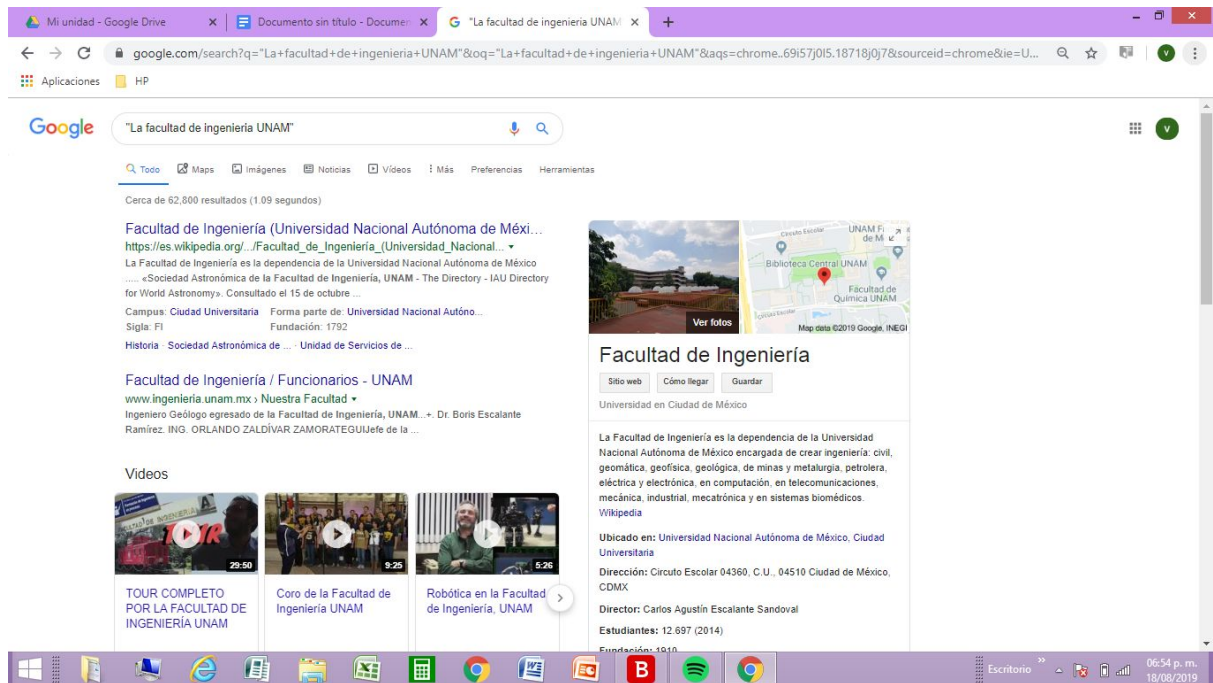 Mi unidad - Google Drive
Documento sin título - Documen
"La facultad de ingenieria UNAM
google.com/search?q="La+facultad+de+ingenieria+UNAM"&oq="La+facultad+de+ingenieria+UNAM"&aqs=chrome..69i57j0l5.18718j0j7&sourceid=chrome&ie=U...
V
Aplicaciones
HP
Google
"La facultad de ingenieria UNAM"
V
Todo Maps Imágenes Noticias Vídeos Más Preferencias Herramientas
Cerca de 62,800 resultados (1.09 segundos)
Facultad de Ingeniería (Universidad Nacional Autónoma de Méxi...
https://es.wikipedia.org/.../Facultad_de_Ingeniería_(Universidad_Nacional...
La Facultad de Ingeniería es la dependencia de la Universidad Nacional Autónoma de México
..... «Sociedad Astronómica de la Facultad de Ingeniería, UNAM - The Directory - IAU Directory
for World Astronomy». Consultado el 15 de octubre ...
Campus: Ciudad Universitaria Forma parte de: Universidad Nacional Autóno...
Sigla: FI Fundación: 1792
Historia · Sociedad Astronómica de ... · Unidad de Servicios de ...
Facultad de Ingeniería / Funcionarios - UNAM
www.ingenieria.unam.mx › Nuestra Facultad
Ingeniero Geólogo egresado de la Facultad de Ingeniería, UNAM...+. Dr. Boris Escalante
Ramírez. ING. ORLANDO ZALDÍVAR ZAMORATEGUIJefe de la ...
Videos
TOUR
29:50
9:25
5:26
TOUR COMPLETO
POR LA FACULTAD DE
INGENIERÍA UNAM
Coro de la Facultad de
Ingeniería UNAM
Robótica en la Facultad
de Ingeniería, UNAM
Ver fotos
Circuito Escolar
UNAM F
de M
Biblioteca Central UNAM
Facultad de
Química UNAM
Circuito Escolar
Map data ©2019 Google, INEGI
Facultad de Ingeniería
Sitio web Cómo llegar Guardar
Universidad en Ciudad de México
La Facultad de Ingeniería es la dependencia de la Universidad
Nacional Autónoma de México encargada de crear ingeniería: civil,
geomática, geofísica, geológica, de minas y metalurgia, petrolera,
eléctrica y electrónica, en computación, en telecomunicaciones,
mecánica, industrial, mecatrónica y en sistemas biomédicos.
Wikipedia
Ubicado en: Universidad Nacional Autónoma de México, Ciudad
Universitaria
Dirección: Circuto Escolar 04360, C.U., 04510 Ciudad de México,
CDMX
Director: Carlos Agustín Escalante Sandoval
Estudiantes: 12.697 (2014)
Fundación: 1910
Escritorio
06:54 p. m.
18/08/2019